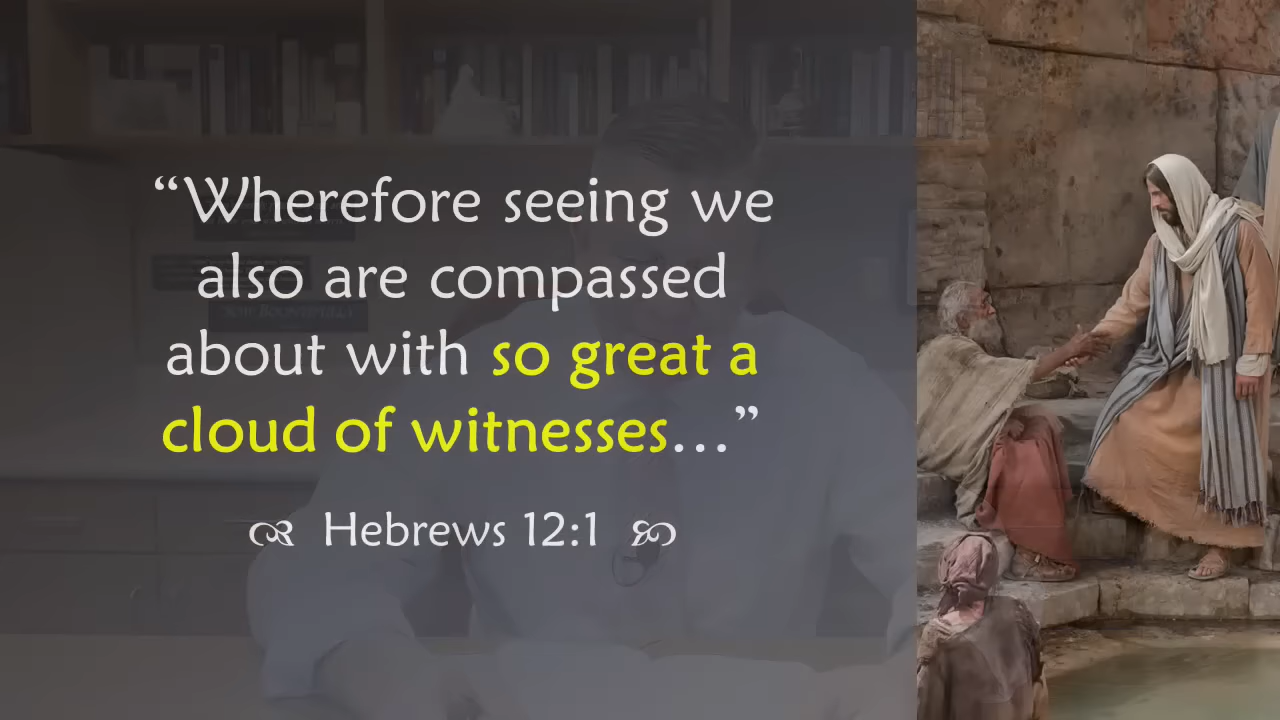 “Wherefore seeing we
also are compassed
about with so great a
cloud of witnesses…”
Hebrews 12:1